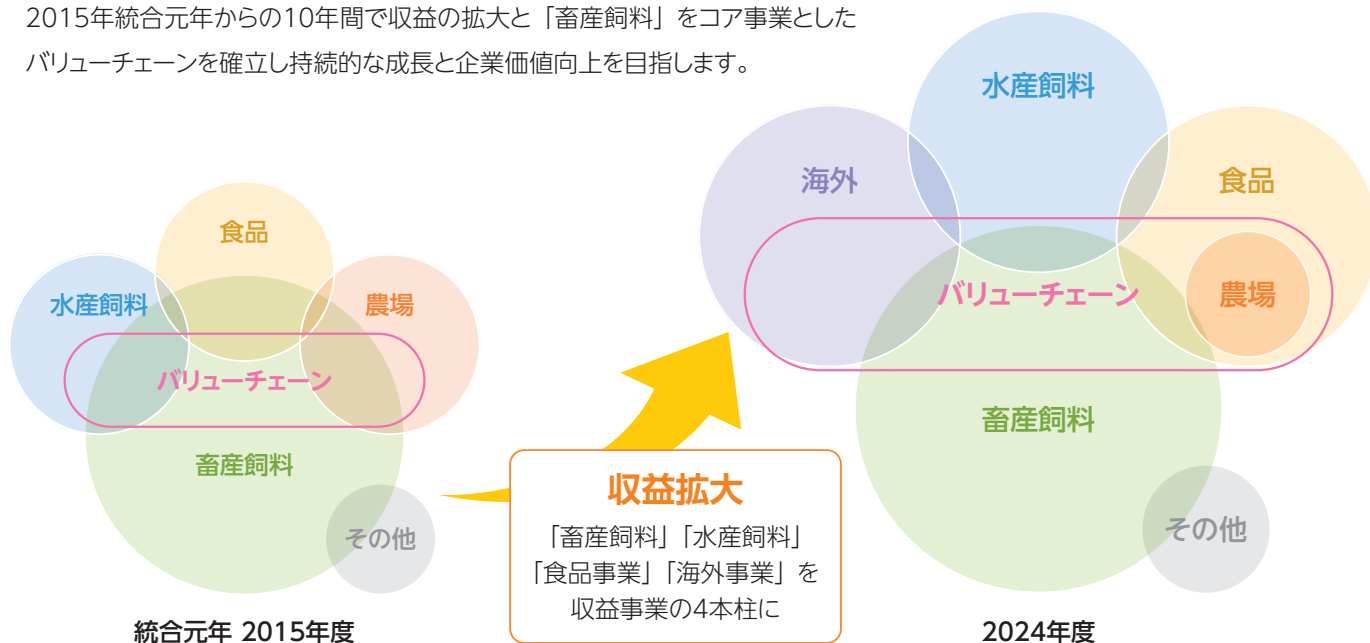 2015年統合元年からの10年間で収益の拡大と「畜産飼料」をコア事業とした
バリューチェーンを確立し持続的な成長と企業価値向上を目指します。
食品
水産飼料
農場
バリューチェーン
畜産飼料
その他
統合元年 2015年度
収益拡大
「畜産飼料」「水産飼料」
「食品事業」「海外事業」を
収益事業の4本柱に
水産飼料
海外
食品
バリューチェーン
農場
畜産飼料
その他
2024年度